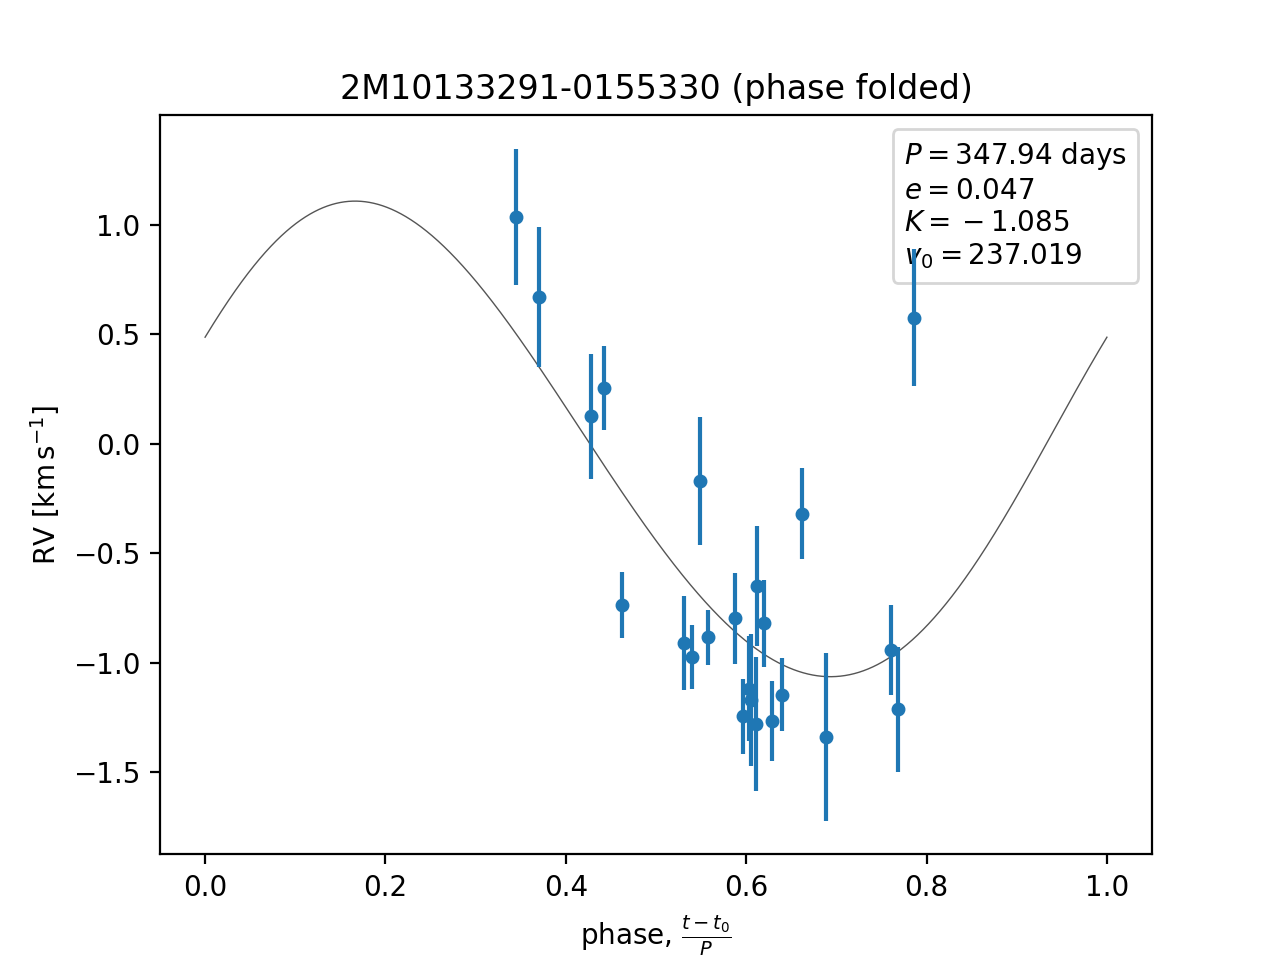 2M10133291-0155330 (phase folded)
P = 347.94 days
e = 0.047
K = −1.085
v₀ = 237.019
RV [km s⁻¹]
1.0
0.5
0.0
−0.5
−1.0
−1.5
0.0 0.2 0.4 0.6 0.8 1.0
phase, (t − t₀)/P